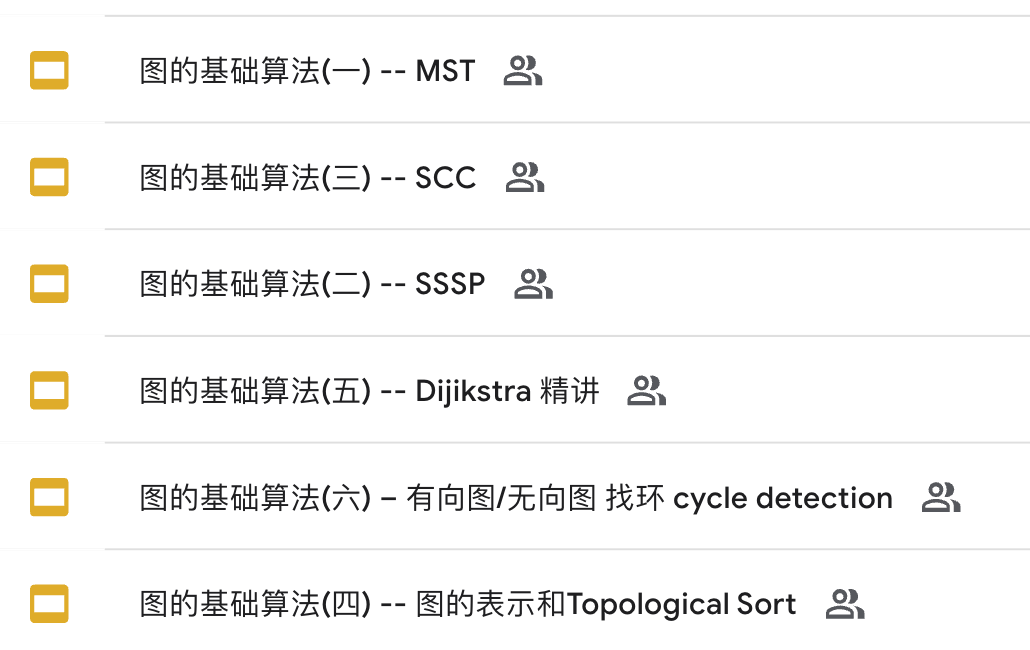 图的基础算法(一) -- MST
图的基础算法(三) -- SCC
图的基础算法(二) -- SSSP
图的基础算法(五) -- Dijikstra 精讲
图的基础算法(六) – 有向图/无向图 找环 cycle detection
图的基础算法(四) -- 图的表示和Topological Sort